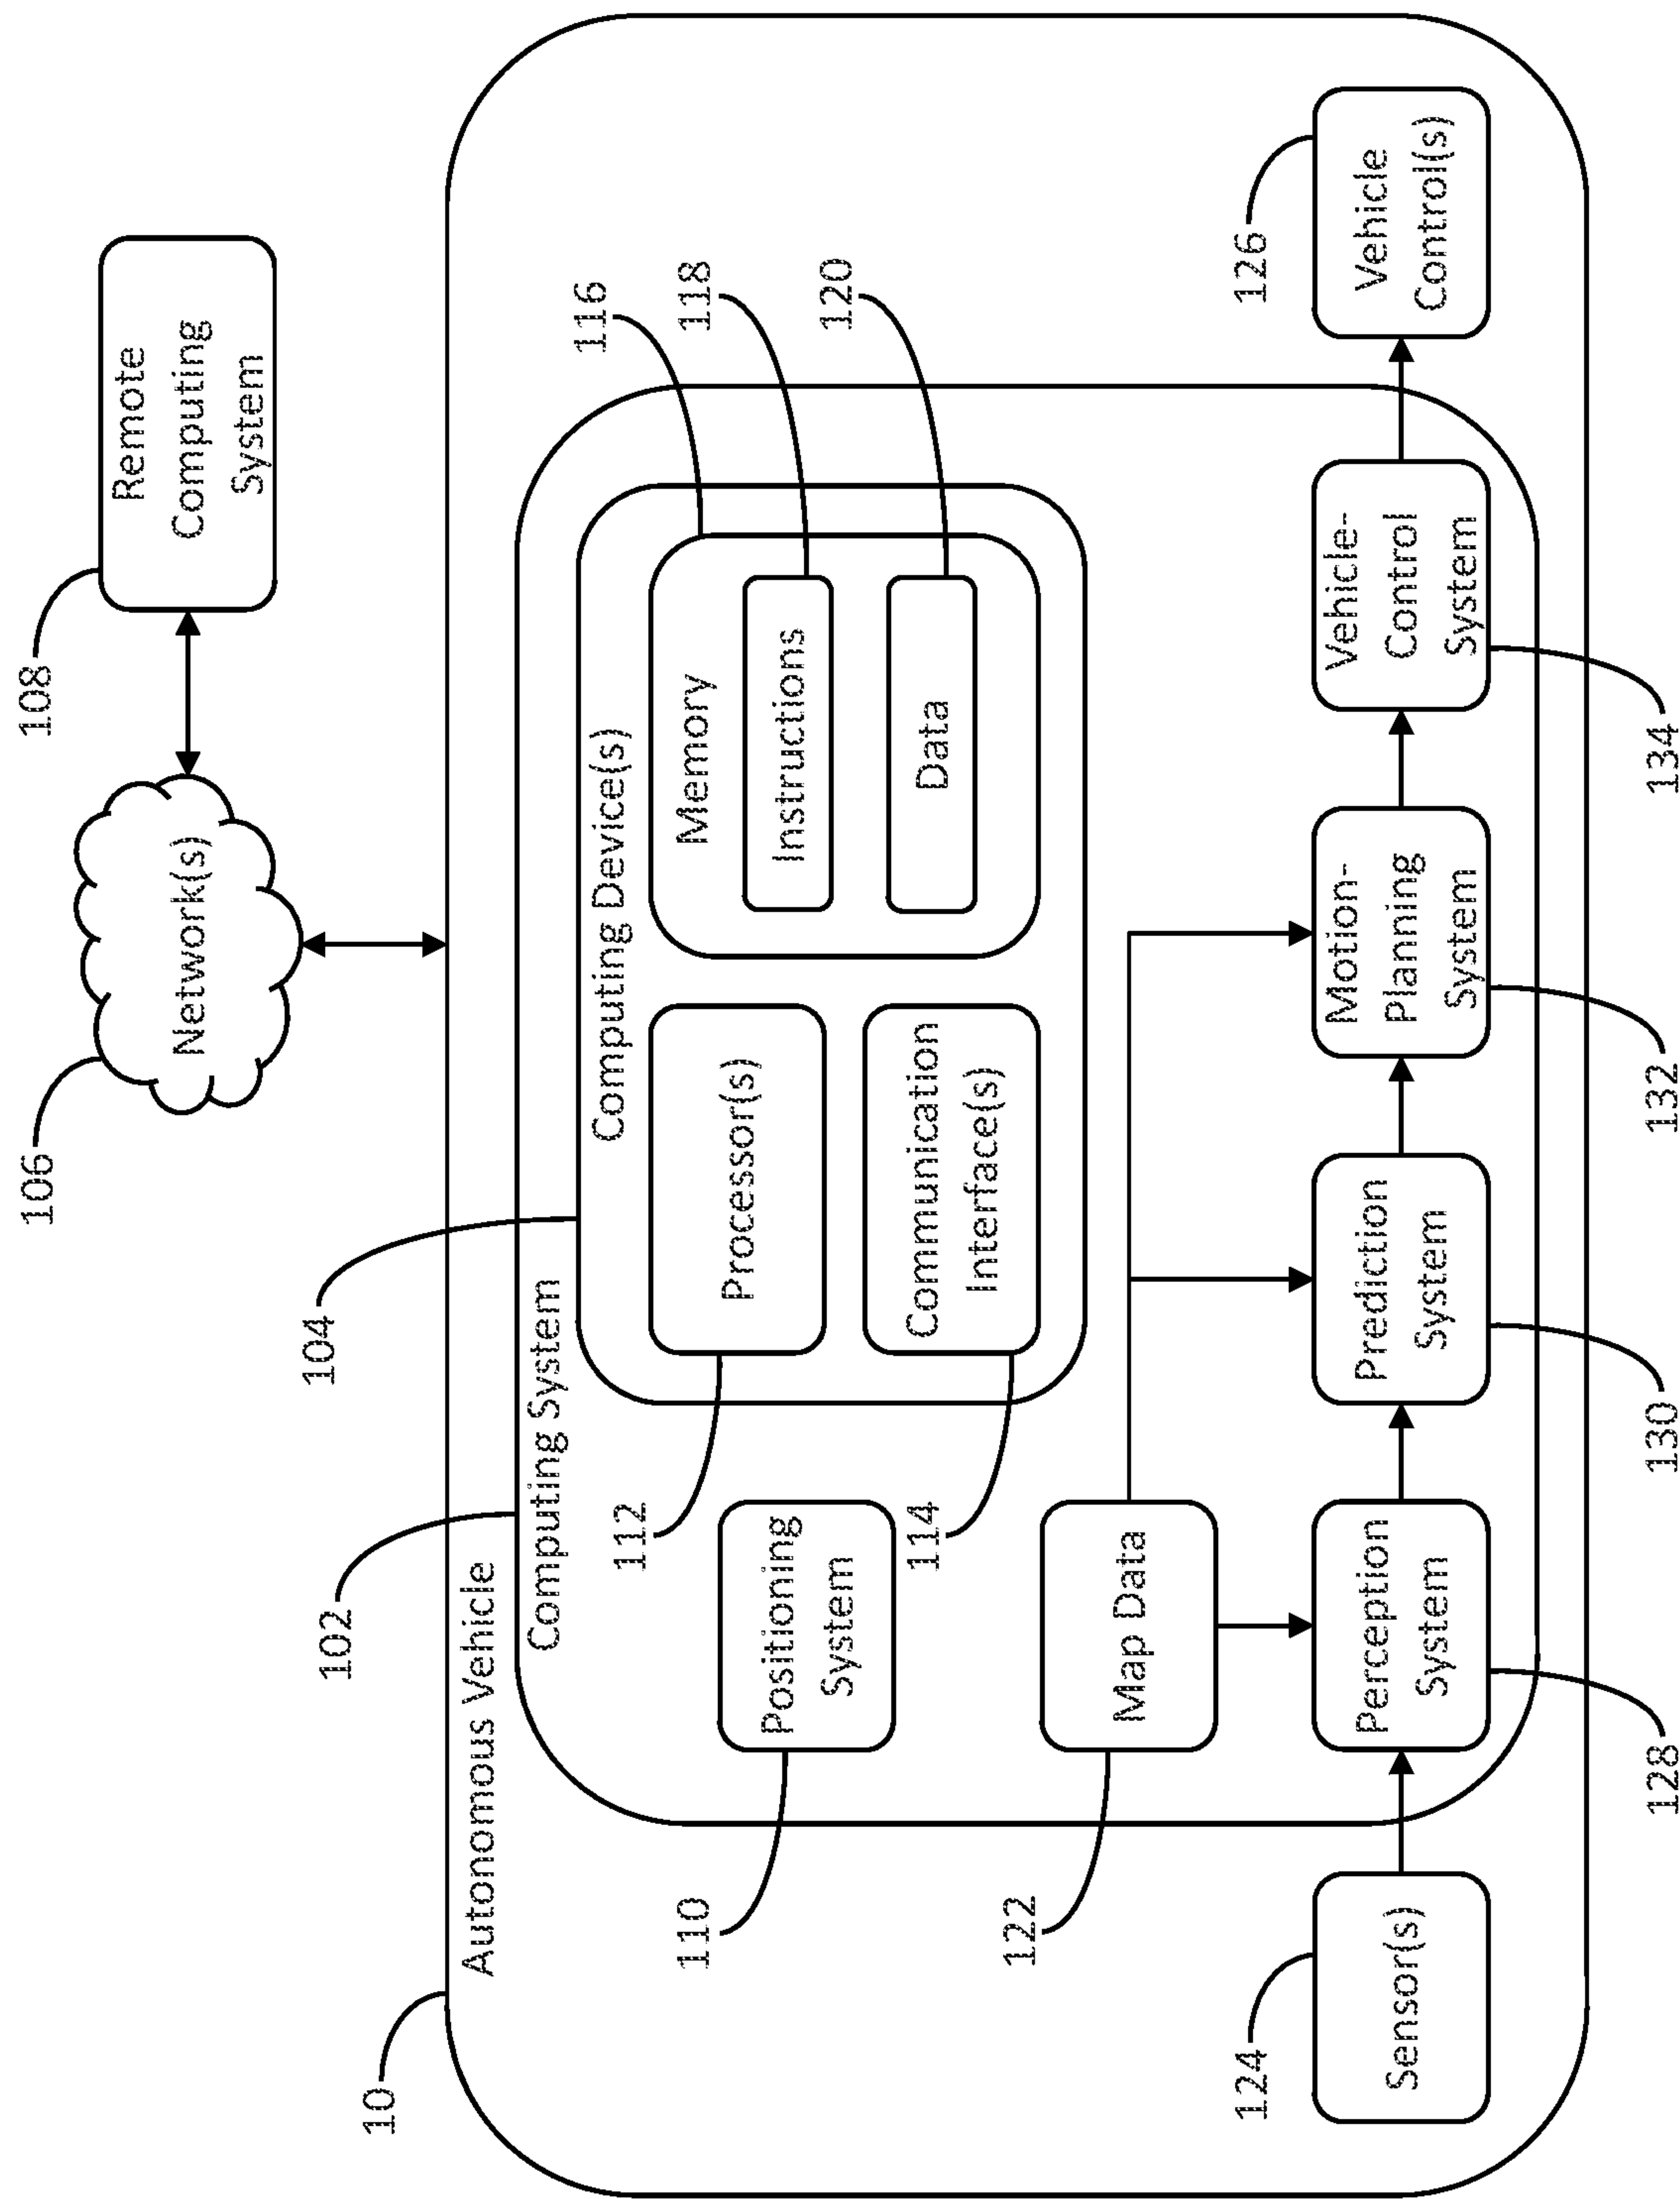 106
Network(s)
108
Remote
Computing
System
10
Autonomous Vehicle
102
Computing System
104
Computing Device(s)
110
Positioning
System
112
Processor(s)
114
Communication
Interface(s)
116
Memory
118
Instructions
120
Data
122
Map Data
124
Sensor(s)
Perception
System
128
Prediction
System
130
Motion-
Planning
System
132
Vehicle-
Control
System
134
126
Vehicle
Control(s)